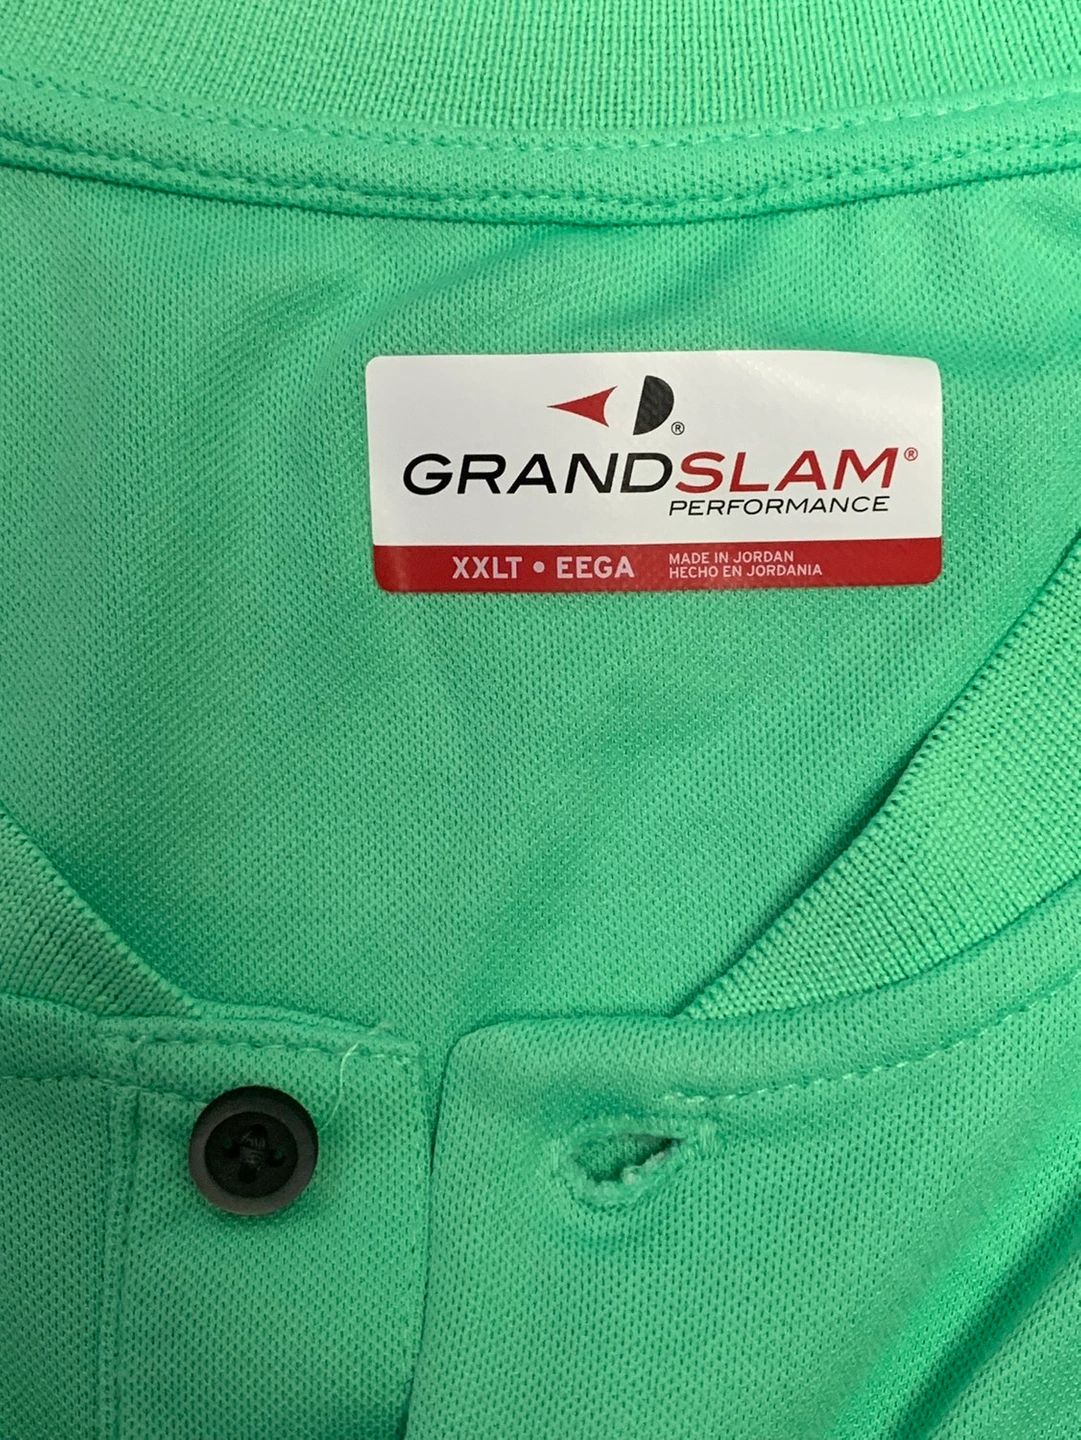 ®
GRANDSLAM®
PERFORMANCE
XXLT • EEGA
MADE IN JORDAN
HECHO EN JORDANIA